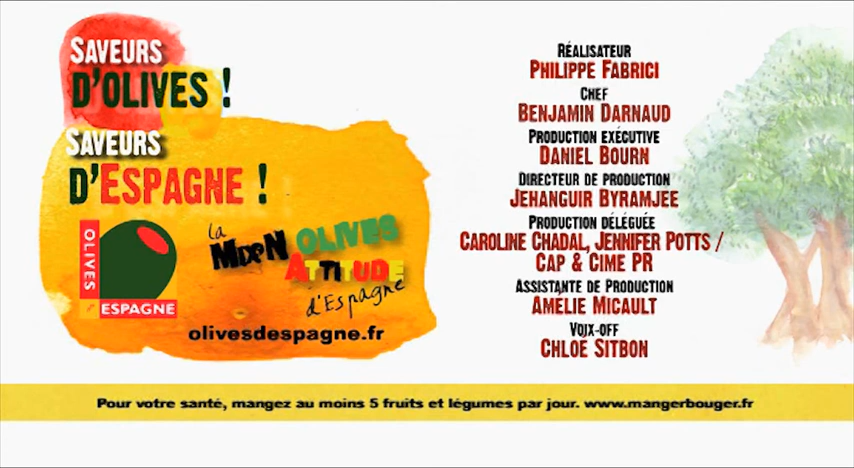 SAVEURS
D'OLIVES !
SAVEURS
D'ESPAGNE !
OLIVES
ESPAGNE
La
OLIVES
ATTITUDE
d'Espagne
olivesdespagne.fr
RÉALISATEUR
PHILIPPE FABRICI
CHEF
BENJAMIN DARNAUD
PRODUCTION EXÉCUTIVE
DANIEL BOURN
DIRECTEUR DE PRODUCTION
JEHANGUIR BYRAMJEE
PRODUCTION DÉLÉGUÉE
CAROLINE CHADAL, JENNIFER POTTS /
CAP & CIME PR
ASSISTANTE DE PRODUCTION
AMELIE MICAULT
VOIX-OFF
CHLOE SITBON
Pour votre santé, mangez au moins 5 fruits et légumes par jour. www.mangerbouger.fr